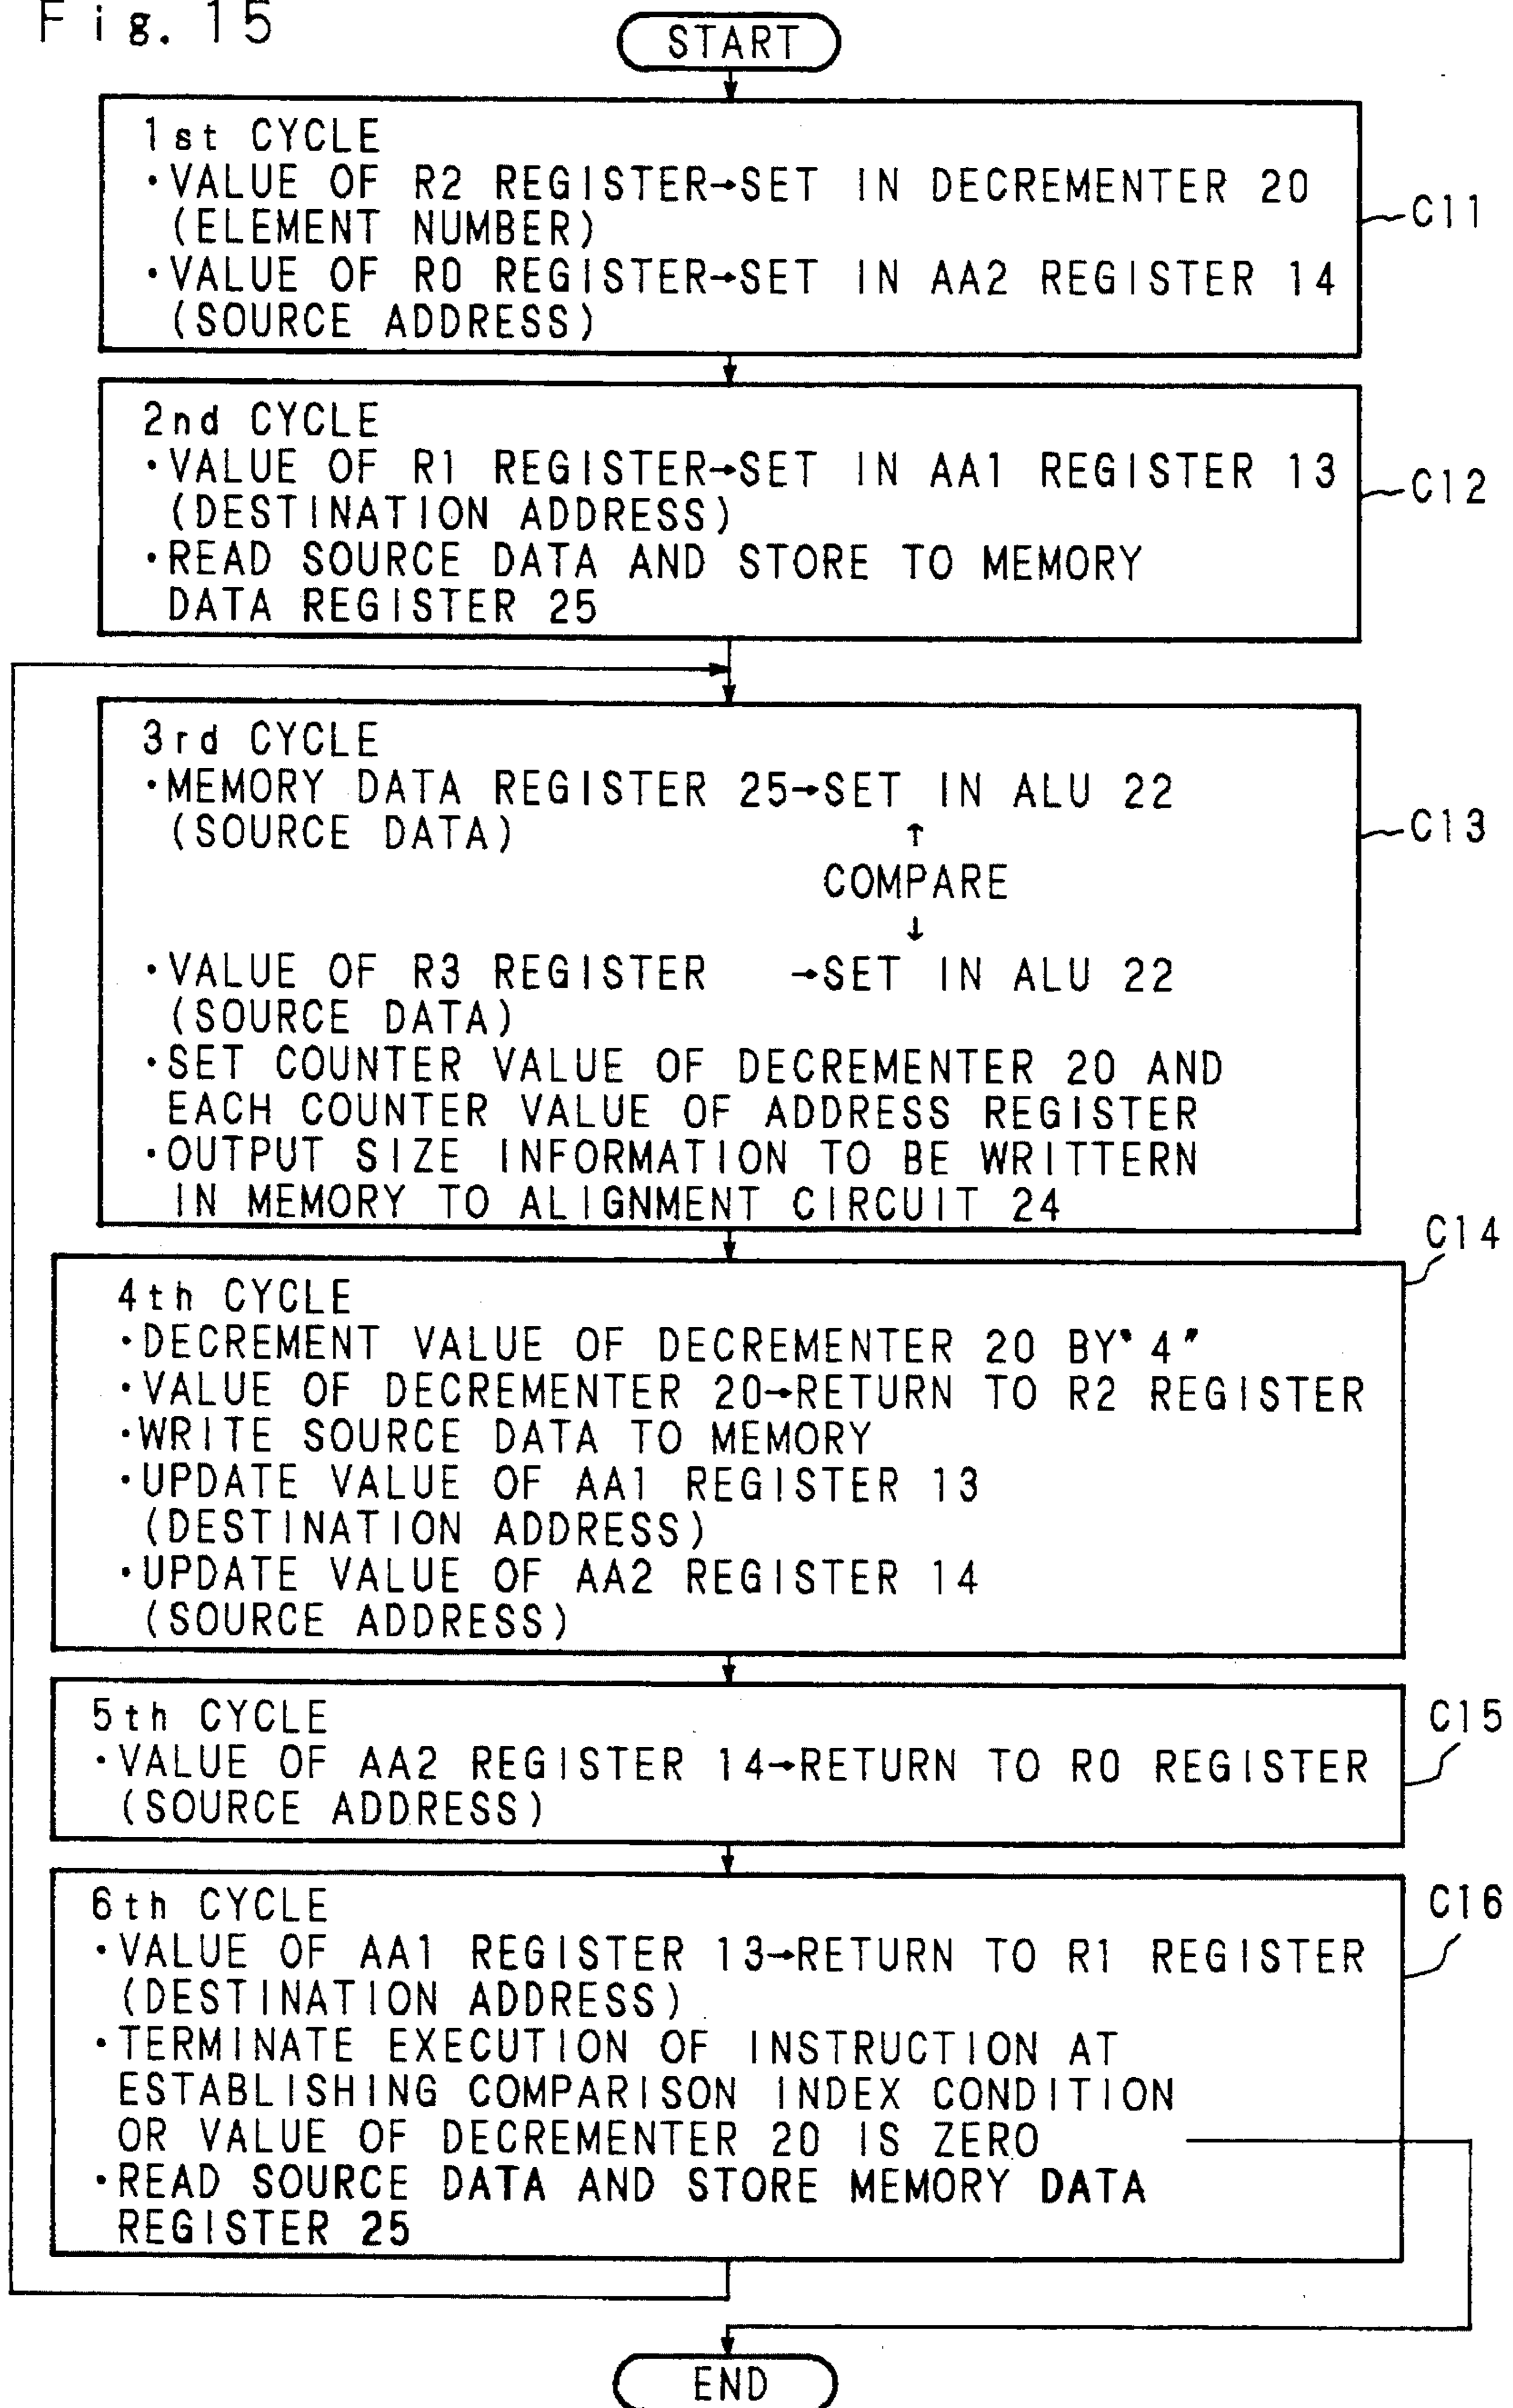 Fig. 15
START
1st CYCLE
·VALUE OF R2 REGISTER→SET IN DECREMENTER 20
(ELEMENT NUMBER)
·VALUE OF R0 REGISTER→SET IN AA2 REGISTER 14
(SOURCE ADDRESS)
C11
2nd CYCLE
·VALUE OF R1 REGISTER→SET IN AA1 REGISTER 13
(DESTINATION ADDRESS)
·READ SOURCE DATA AND STORE TO MEMORY
DATA REGISTER 25
C12
3rd CYCLE
·MEMORY DATA REGISTER 25→SET IN ALU 22
(SOURCE DATA)
↑
COMPARE
↓
·VALUE OF R3 REGISTER →SET IN ALU 22
(SOURCE DATA)
·SET COUNTER VALUE OF DECREMENTER 20 AND
EACH COUNTER VALUE OF ADDRESS REGISTER
·OUTPUT SIZE INFORMATION TO BE WRITTERN
IN MEMORY TO ALIGNMENT CIRCUIT 24
C13
C14
4th CYCLE
·DECREMENT VALUE OF DECREMENTER 20 BY"4"
·VALUE OF DECREMENTER 20→RETURN TO R2 REGISTER
·WRITE SOURCE DATA TO MEMORY
·UPDATE VALUE OF AA1 REGISTER 13
(DESTINATION ADDRESS)
·UPDATE VALUE OF AA2 REGISTER 14
(SOURCE ADDRESS)
5th CYCLE
·VALUE OF AA2 REGISTER 14→RETURN TO R0 REGISTER
(SOURCE ADDRESS)
C15
6th CYCLE
·VALUE OF AA1 REGISTER 13→RETURN TO R1 REGISTER
(DESTINATION ADDRESS)
·TERMINATE EXECUTION OF INSTRUCTION AT
ESTABLISHING COMPARISON INDEX CONDITION
OR VALUE OF DECREMENTER 20 IS ZERO
·READ SOURCE DATA AND STORE MEMORY DATA
REGISTER 25
C16
END